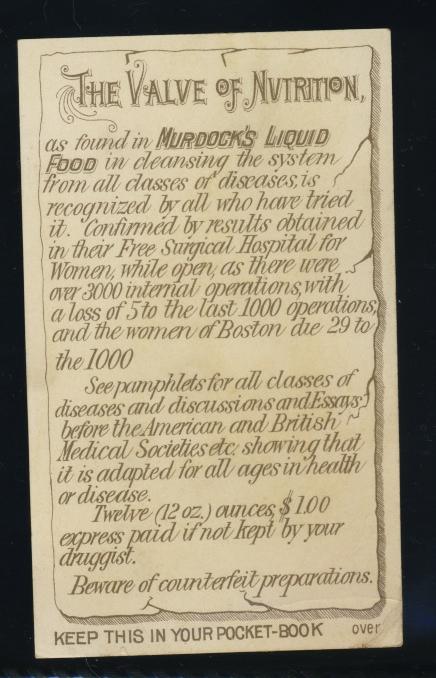 THE VALVE OF NVTRITION,
as found in MURDOCK'S LIQUID
FOOD in cleansing the system
from all classes of diseases, is
recognized by all who have tried
it. Confirmed by results obtained
in their Free Surgical Hospital for
Women, while open, as there were
over 3000 internal operations, with
a loss of 5 to the last 1000 operations,
and the women of Boston die 29 to
the 1000
See pamphlets for all classes of
diseases and discussions and Essays
before the American and British
Medical Societies etc. showing that
it is adapted for all ages in health
or disease.
Twelve (12 oz.) ounces, $1.00
express paid if not kept by your
druggist.
Beware of counterfeit preparations.
KEEP THIS IN YOUR POCKET-BOOK over